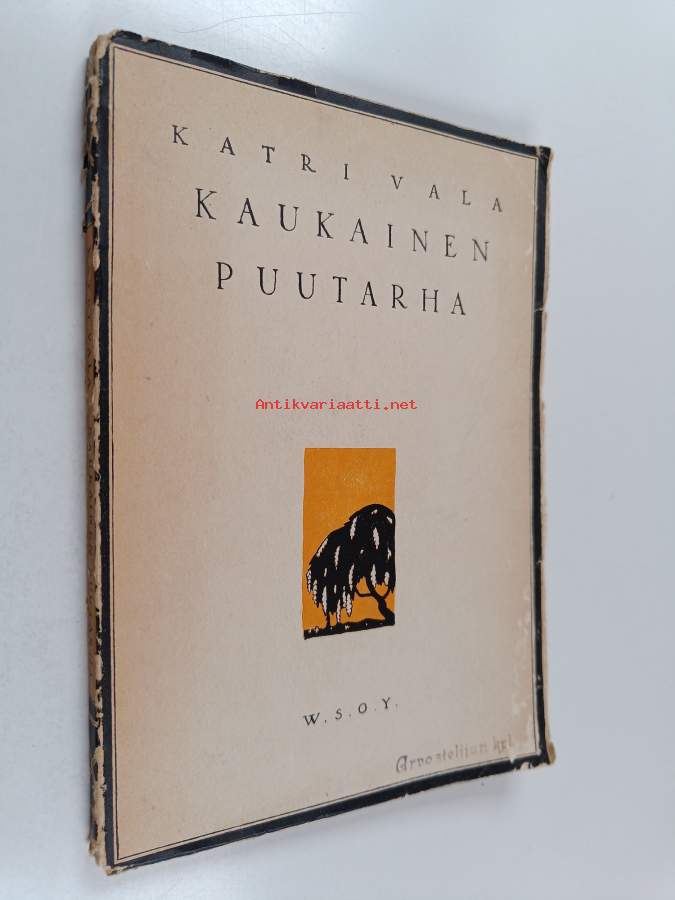 KATRI VALA
KAUKAINEN
PUUTARHA
Antikvariaatti.net
W.S.O.Y.
Arvostelijan kpl.